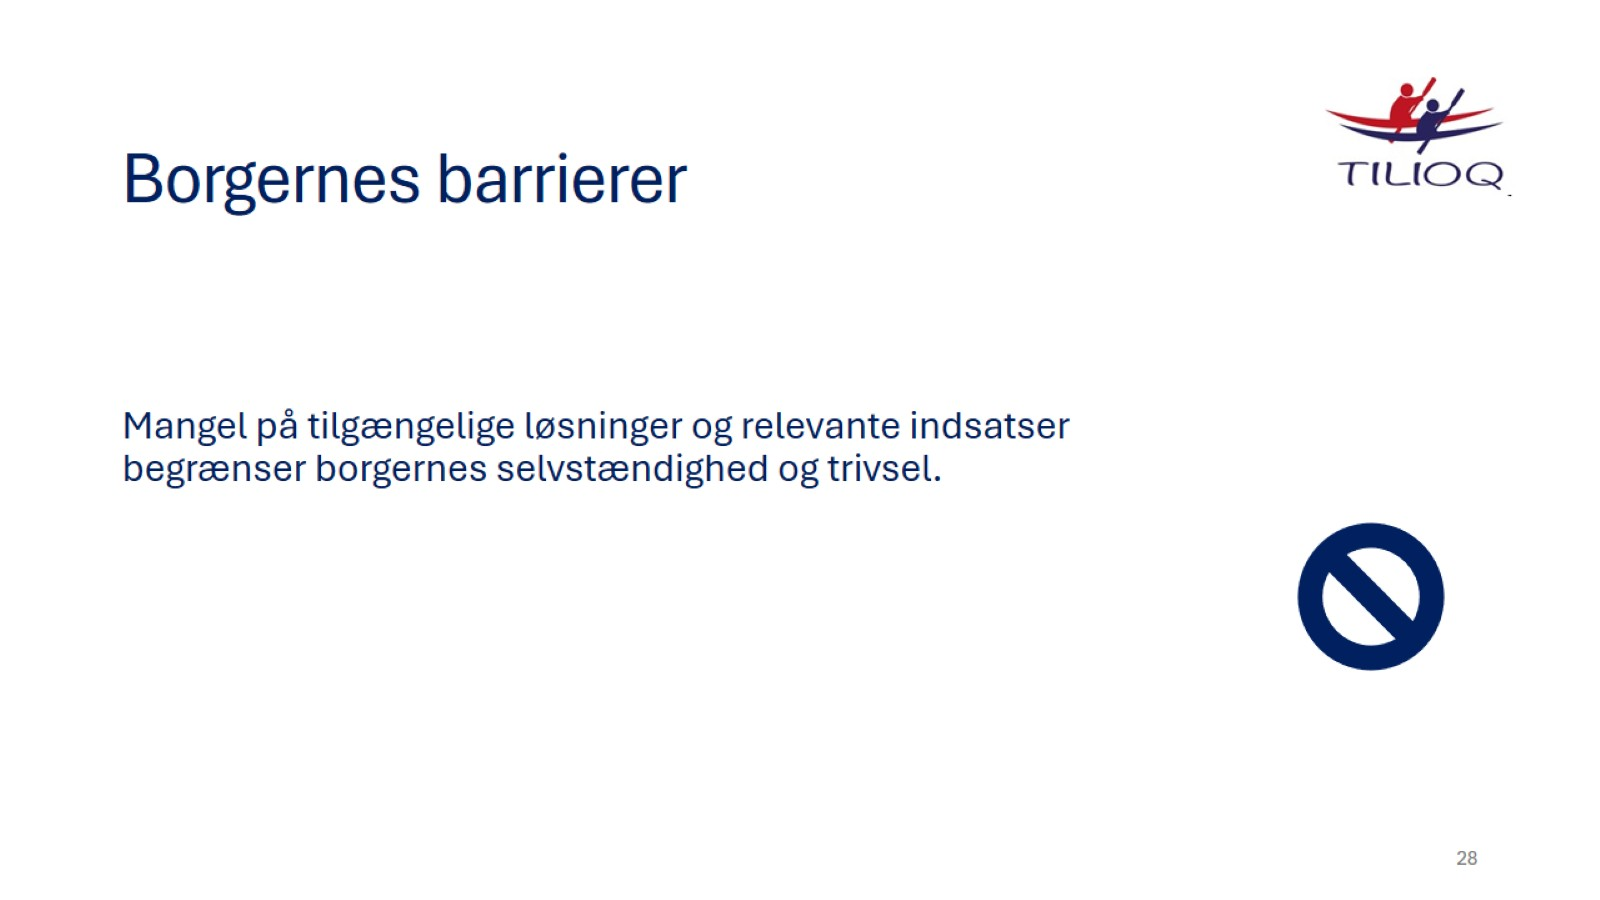 TILIOQ
Borgernes barrierer
Mangel på tilgængelige løsninger og relevante indsatser
begrænser borgernes selvstændighed og trivsel.
28